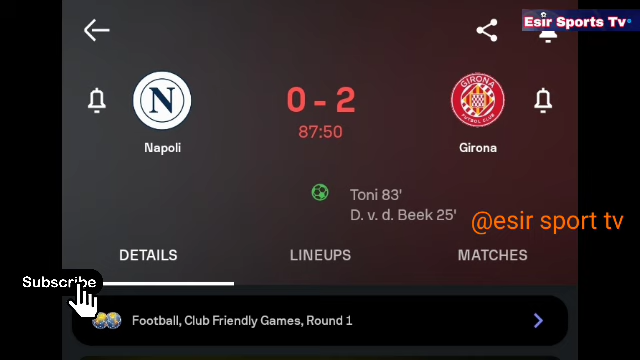 Esir Sports Tv
0 - 2
87:50
N
GIRONA
FUTBOL CLUB
Napoli
Girona
Toni 83'
D. v. d. Beek 25'
@esir sport tv
DETAILS
LINEUPS
MATCHES
Subscribe
Football, Club Friendly Games, Round 1